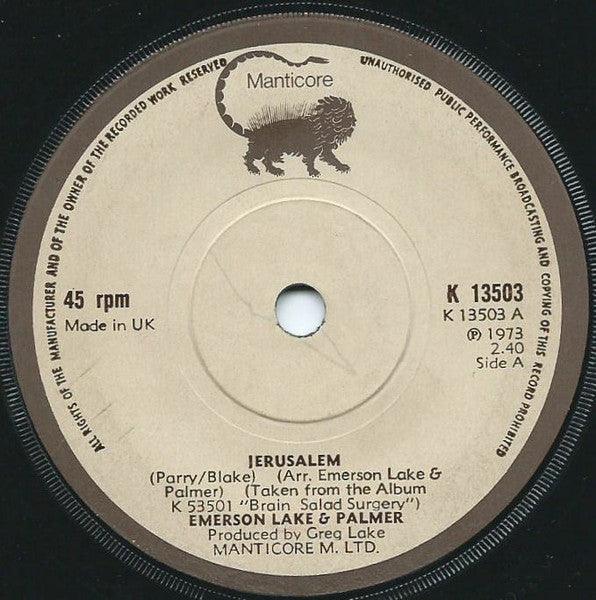 ALL RIGHTS OF THE MANUFACTURER AND OF THE OWNER OF THE RECORDED WORK RESERVED
UNAUTHORISED PUBLIC PERFORMANCE BROADCASTING AND COPYING OF THIS RECORD PROHIBITED
Manticore
45 rpm
Made in UK
K 13503
K 13503 A
℗ 1973
2.40
Side A
JERUSALEM
(Parry/Blake) (Arr. Emerson Lake &
Palmer) (Taken from the Album
K 53501 "Brain Salad Surgery")
EMERSON LAKE & PALMER
Produced by Greg Lake
MANTICORE M. LTD.